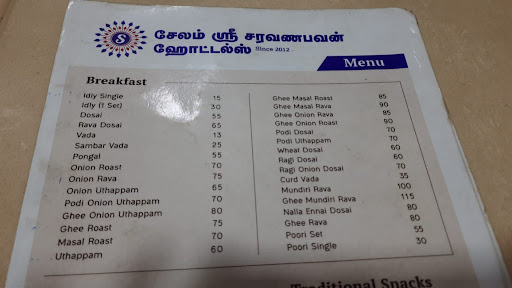 சேலம் ஸ்ரீ சரவணபவன்
ஹோட்டல்ஸ் Since 2012
S
Menu
Breakfast
Idly Single 15
Idly (1 Set) 30
Dosai 55
Rava Dosai 65
Vada 13
Sambar Vada 25
Pongal 55
Onion Roast 70
Onion Rava 75
Onion Uthappam 65
Podi Onion Uthappam 70
Ghee Onion Uthappam 80
Ghee Roast 75
Masal Roast 70
Uthappam 60
Ghee Masal Roast 85
Ghee Masal Rava 90
Ghee Onion Rava 85
Ghee Onion Roast 90
Podi Dosai 70
Podi Uthappam 70
Wheat Dosai 60
Ragi Dosai 60
Ragi Onion Dosai 70
Curd Vada 35
Mundiri Rava 100
Ghee Mundiri Rava 115
Nalla Ennai Dosai 80
Ghee Rava 80
Poori Set 55
Poori Single 30
Traditional Snacks